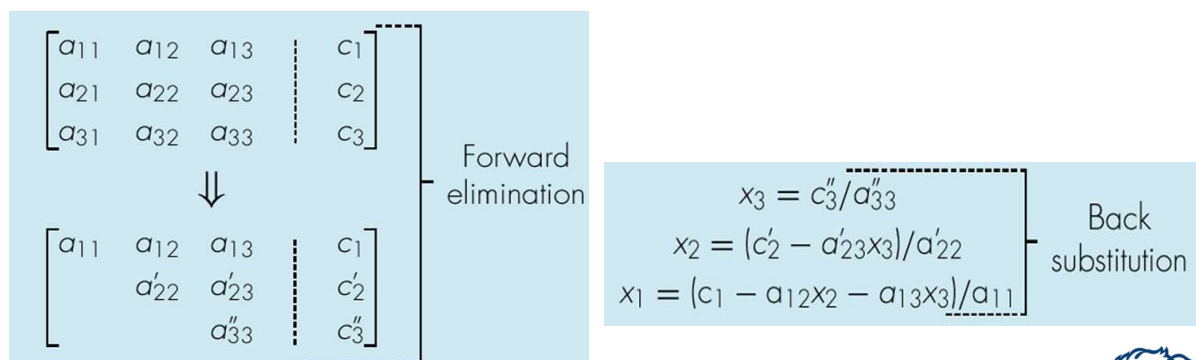 a11 a12 a13 c1
a21 a22 a23 c2
a31 a32 a33 c3
⇓
Forward
elimination
a11 a12 a13 c1
a′22 a′23 c′2
a″33 c″3
x3 = c″3/a″33
x2 = (c′2 − a′23x3)/a′22
x1 = (c1 − a12x2 − a13x3)/a11
Back
substitution